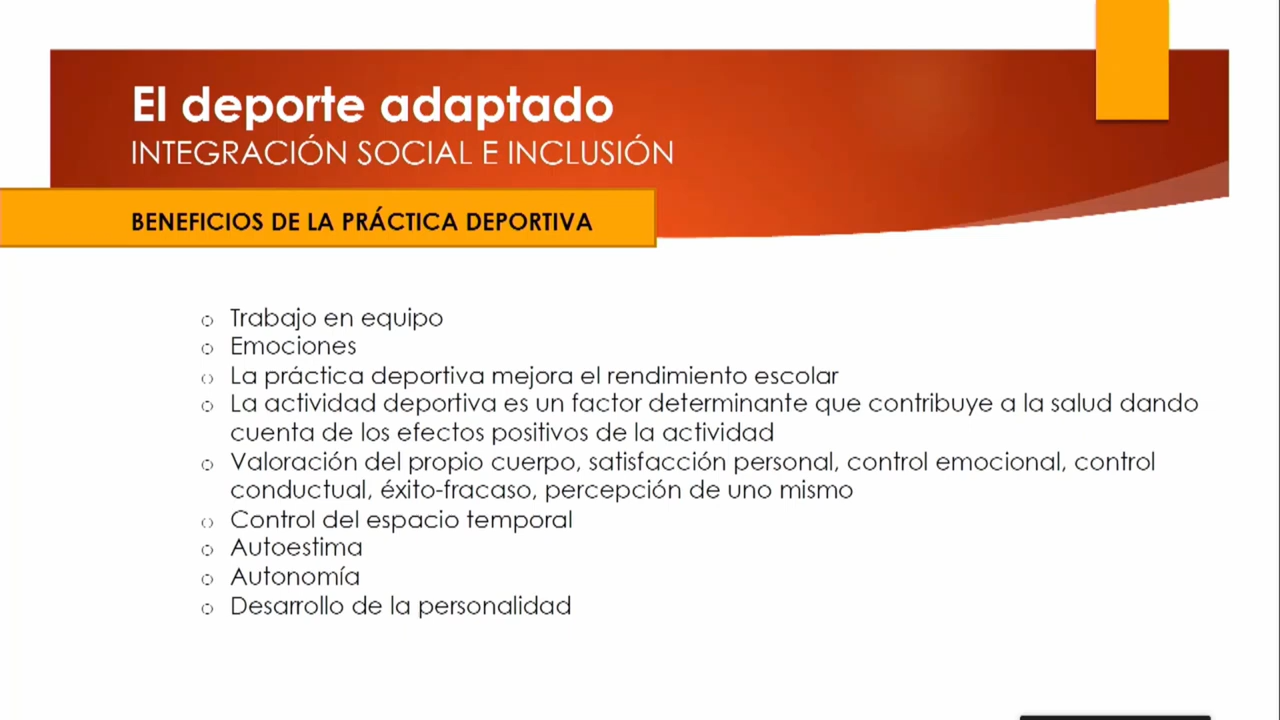 El deporte adaptado
INTEGRACIÓN SOCIAL E INCLUSIÓN
BENEFICIOS DE LA PRÁCTICA DEPORTIVA
Trabajo en equipo
Emociones
La práctica deportiva mejora el rendimiento escolar
La actividad deportiva es un factor determinante que contribuye a la salud dando
cuenta de los efectos positivos de la actividad
Valoración del propio cuerpo, satisfacción personal, control emocional, control
conductual, éxito-fracaso, percepción de uno mismo
Control del espacio temporal
Autoestima
Autonomía
Desarrollo de la personalidad